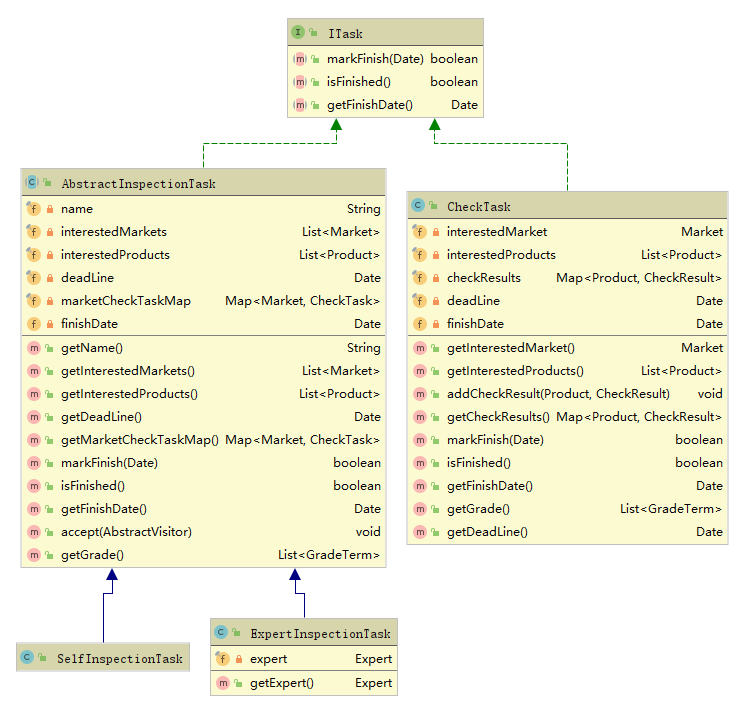 ITask
markFinish(Date) boolean
isFinished() boolean
getFinishDate() Date
AbstractInspectionTask
name String
interestedMarkets List<Market>
interestedProducts List<Product>
deadLine Date
marketCheckTaskMap Map<Market, CheckTask>
finishDate Date
getName() String
getInterestedMarkets() List<Market>
getInterestedProducts() List<Product>
getDeadLine() Date
getMarketCheckTaskMap() Map<Market, CheckTask>
markFinish(Date) boolean
isFinished() boolean
getFinishDate() Date
accept(AbstractVisitor) void
getGrade() List<GradeTerm>
CheckTask
interestedMarket Market
interestedProducts List<Product>
checkResults Map<Product, CheckResult>
deadLine Date
finishDate Date
getInterestedMarket() Market
getInterestedProducts() List<Product>
addCheckResult(Product, CheckResult) void
getCheckResults() Map<Product, CheckResult>
markFinish(Date) boolean
isFinished() boolean
getFinishDate() Date
getGrade() List<GradeTerm>
getDeadLine() Date
SelfInspectionTask
ExpertInspectionTask
expert Expert
getExpert() Expert